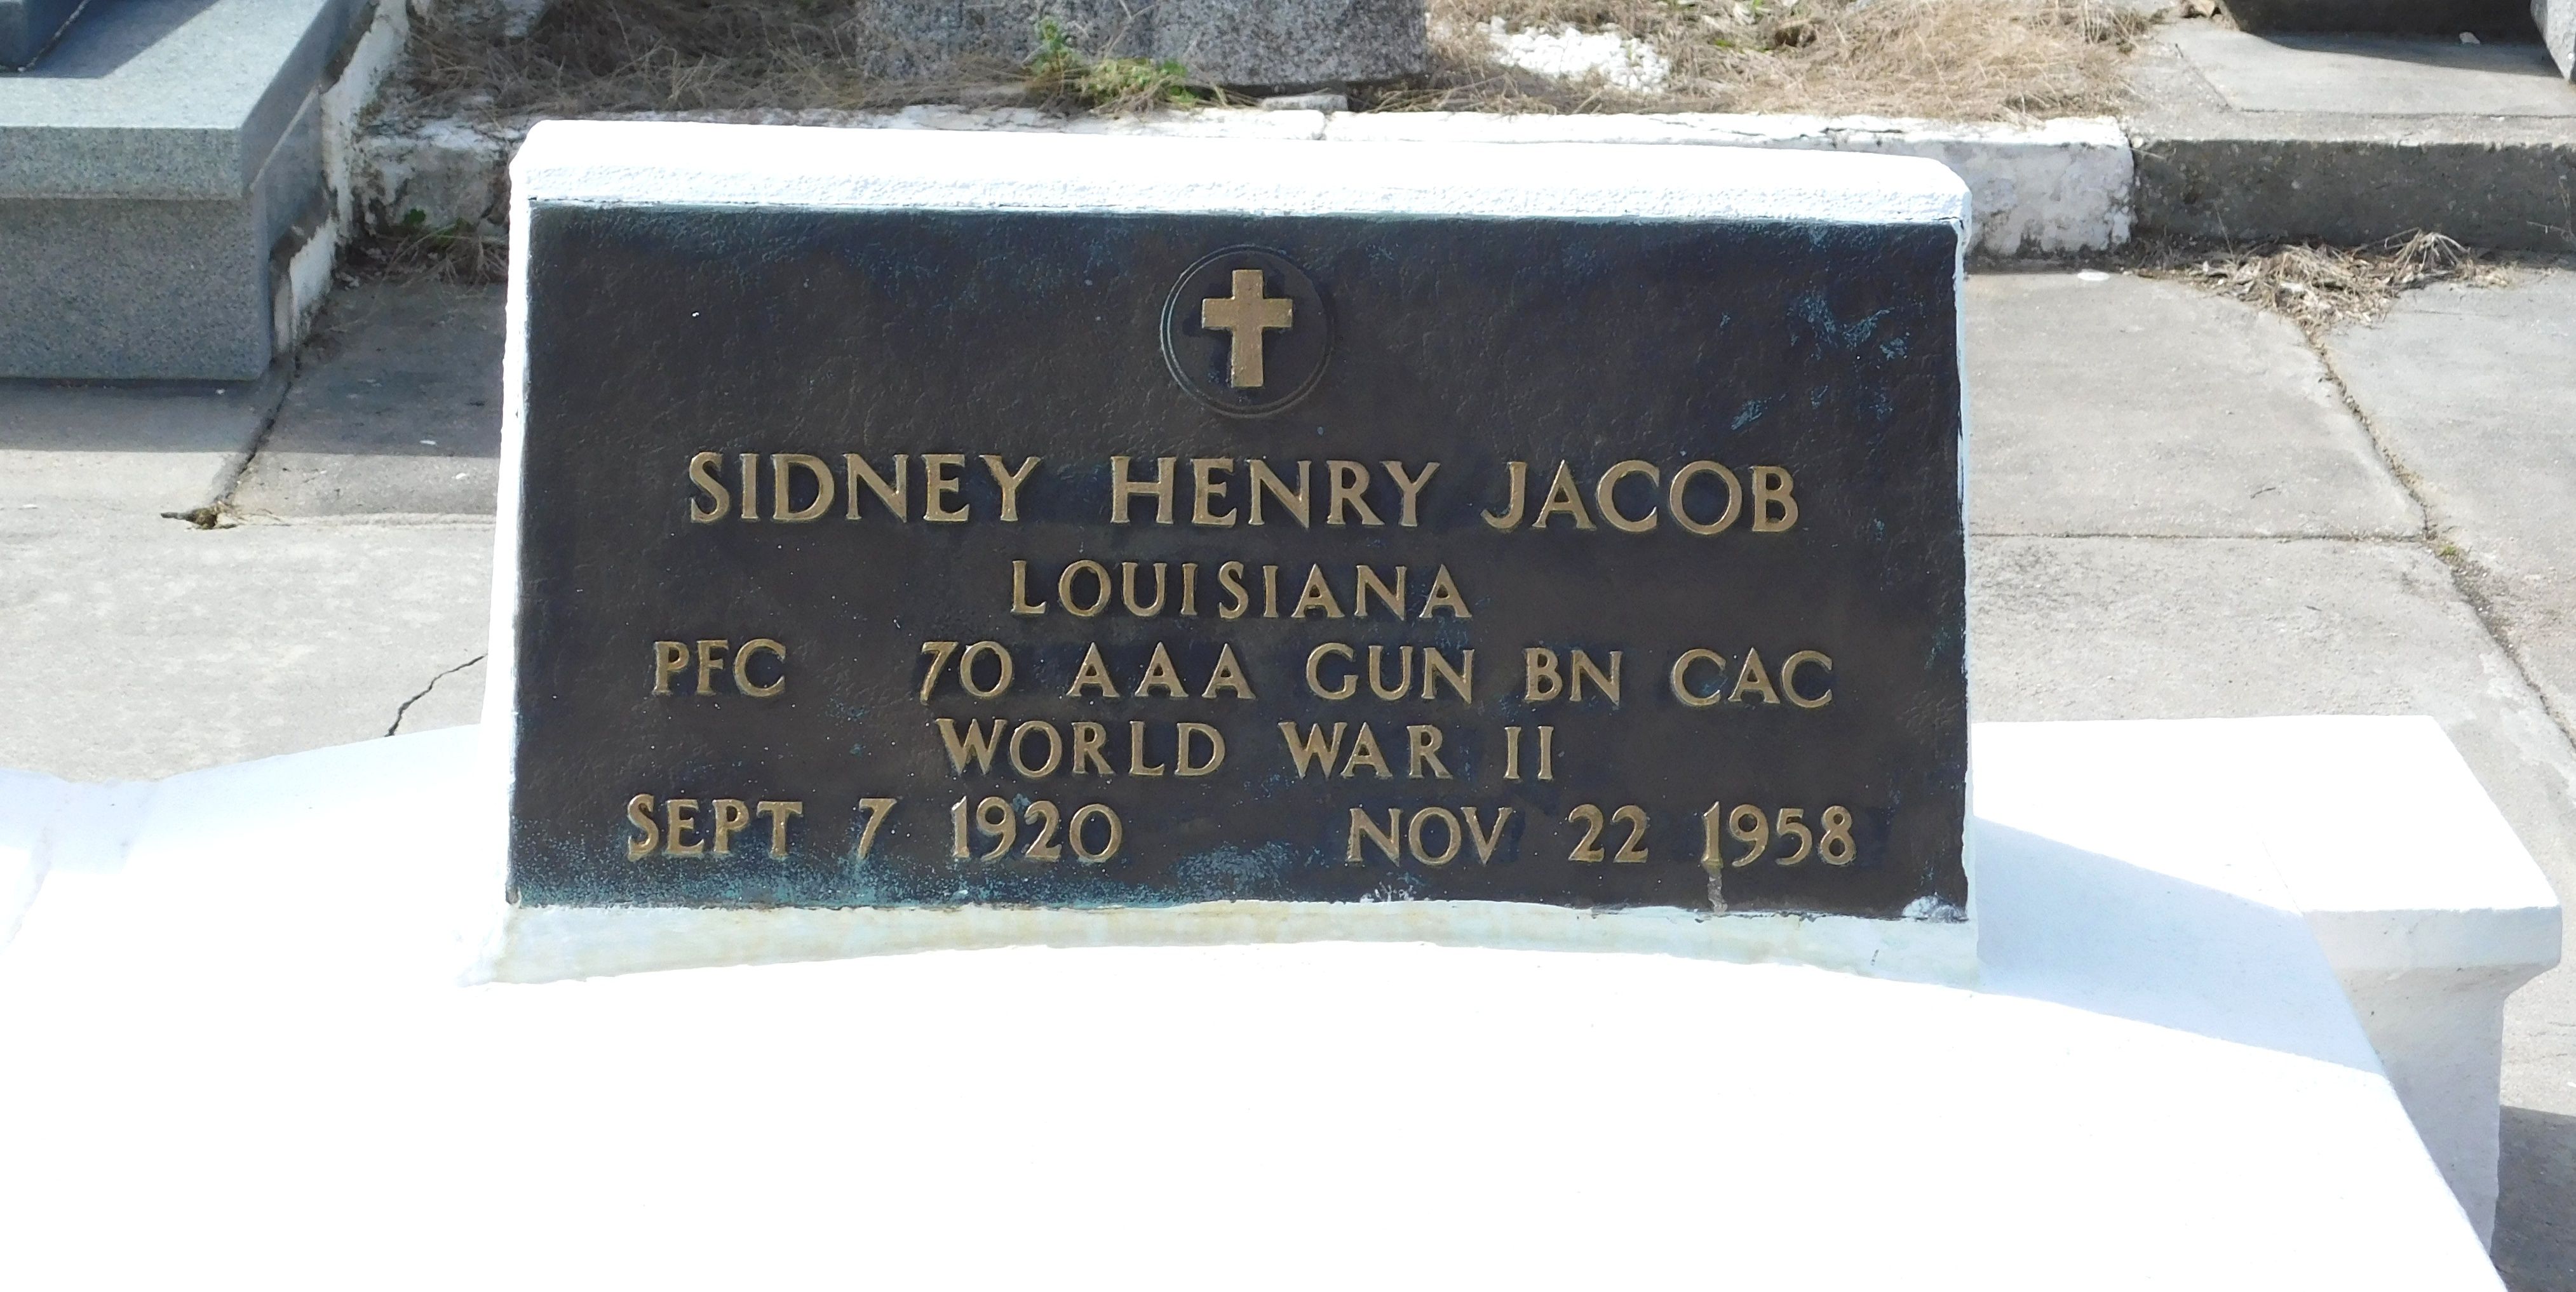 SIDNEY HENRY JACOB
LOUISIANA
PFC 70 AAA GUN BN CAC
WORLD WAR II
SEPT 7 1920 NOV 22 1958